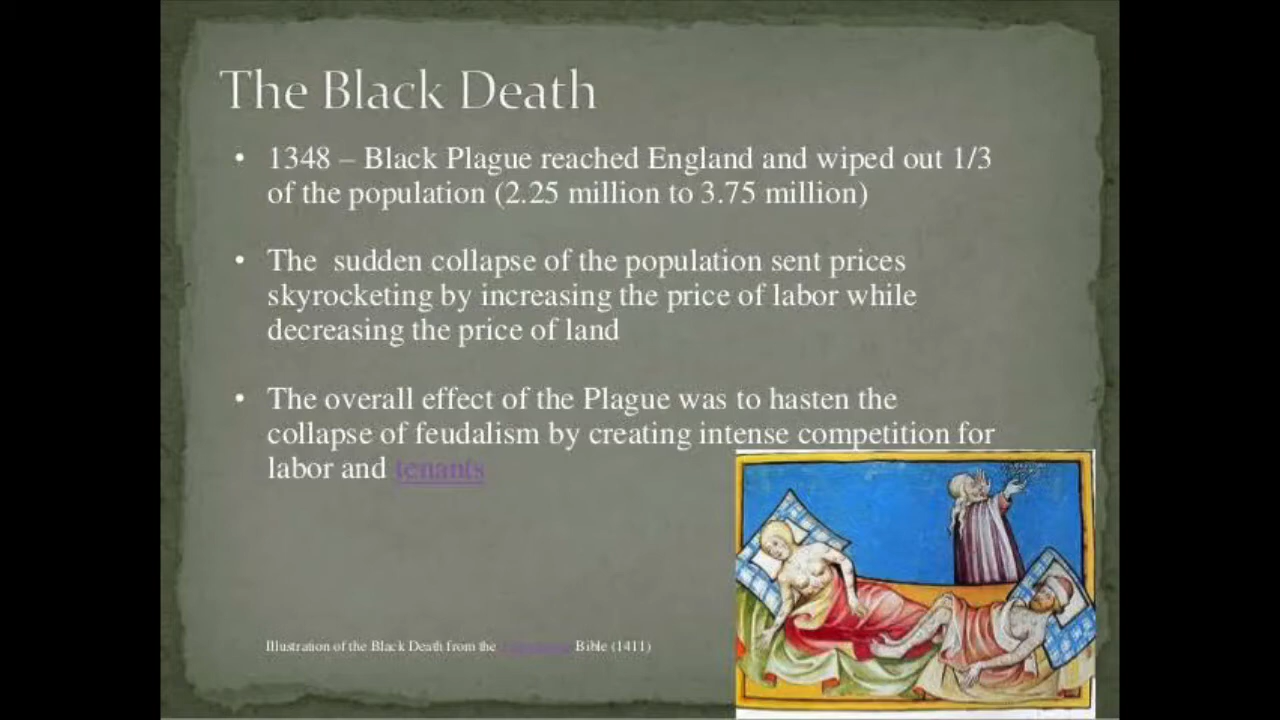 The Black Death
• 1348 – Black Plague reached England and wiped out 1/3
of the population (2.25 million to 3.75 million)
• The  sudden collapse of the population sent prices
skyrocketing by increasing the price of labor while
decreasing the price of land
• The overall effect of the Plague was to hasten the
collapse of feudalism by creating intense competition for
labor and tenants
Illustration of the Black Death from the Bible (1411)